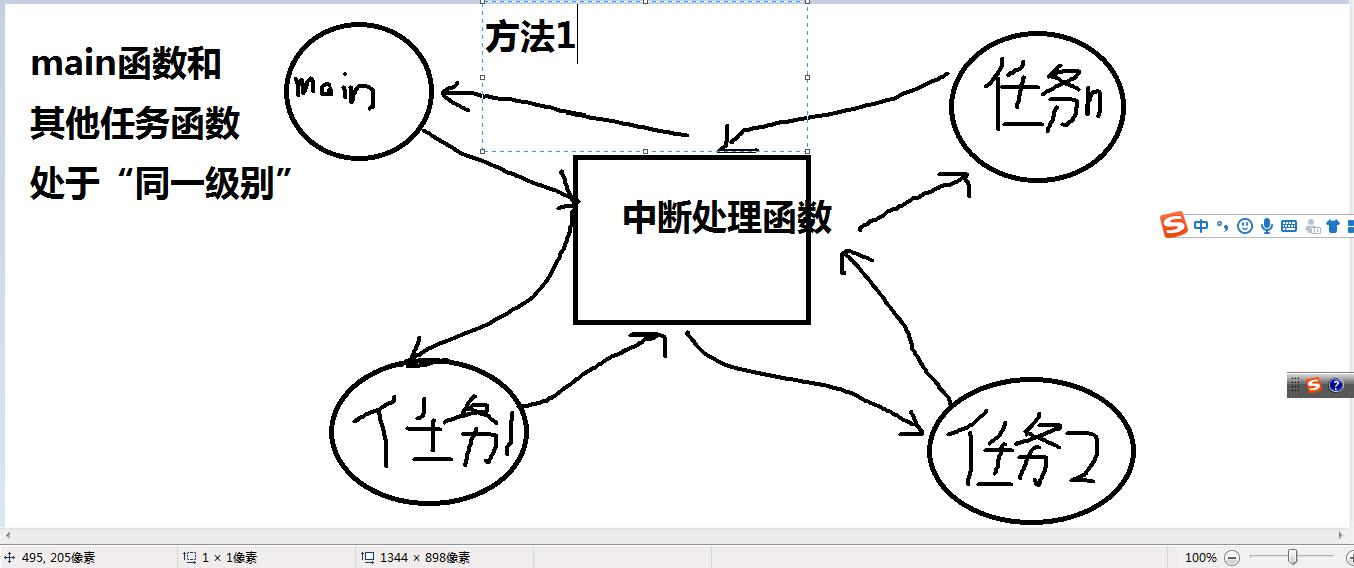 方法1
main函数和
其他任务函数
处于“同一级别”
main
任务n
中断处理函数
中
任务1
任务2
495, 205像素
1 × 1像素
1344 × 898像素
100%